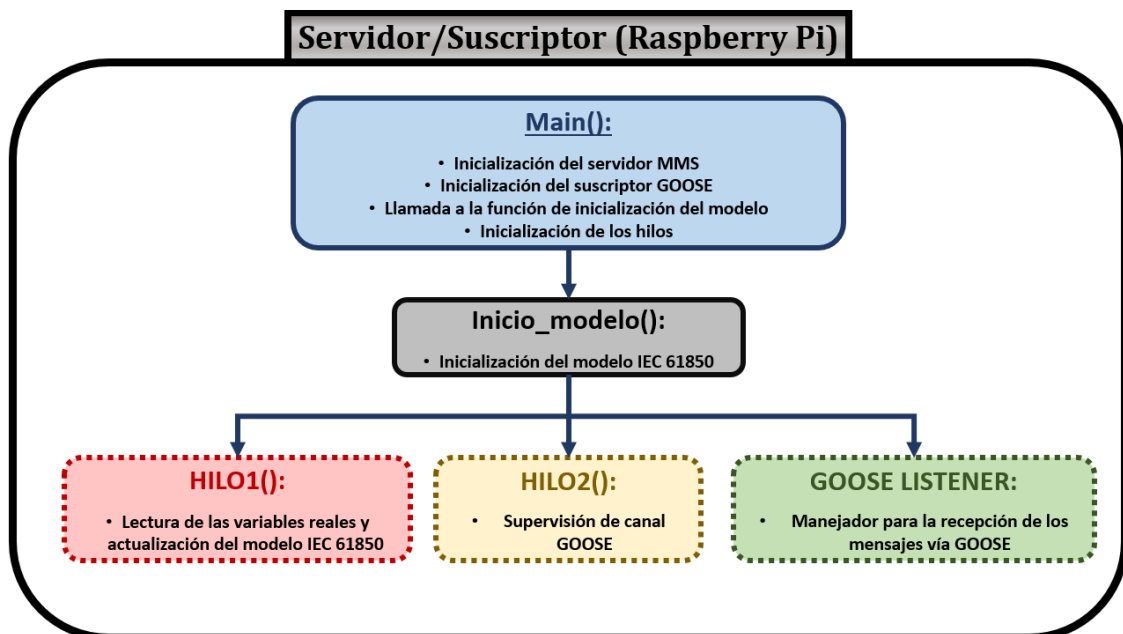 Servidor/Suscriptor (Raspberry Pi)
Main():
• Inicialización del servidor MMS
• Inicialización del suscriptor GOOSE
• Llamada a la función de inicialización del modelo
• Inicialización de los hilos
Inicio_modelo():
• Inicialización del modelo IEC 61850
HILO1():
• Lectura de las variables reales y
actualización del modelo IEC 61850
HILO2():
• Supervisión de canal
GOOSE
GOOSE LISTENER:
• Manejador para la recepción de los
mensajes vía GOOSE